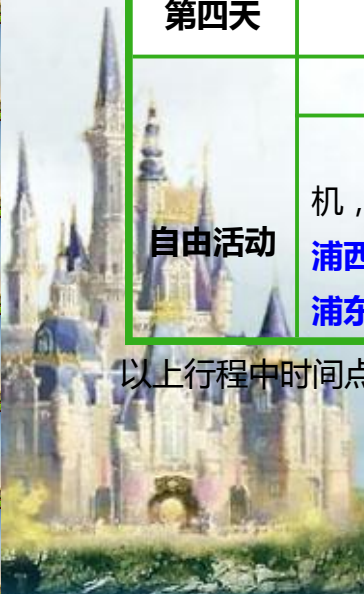 第四天
机，
自由活动
浦西
浦东
以上行程中时间点